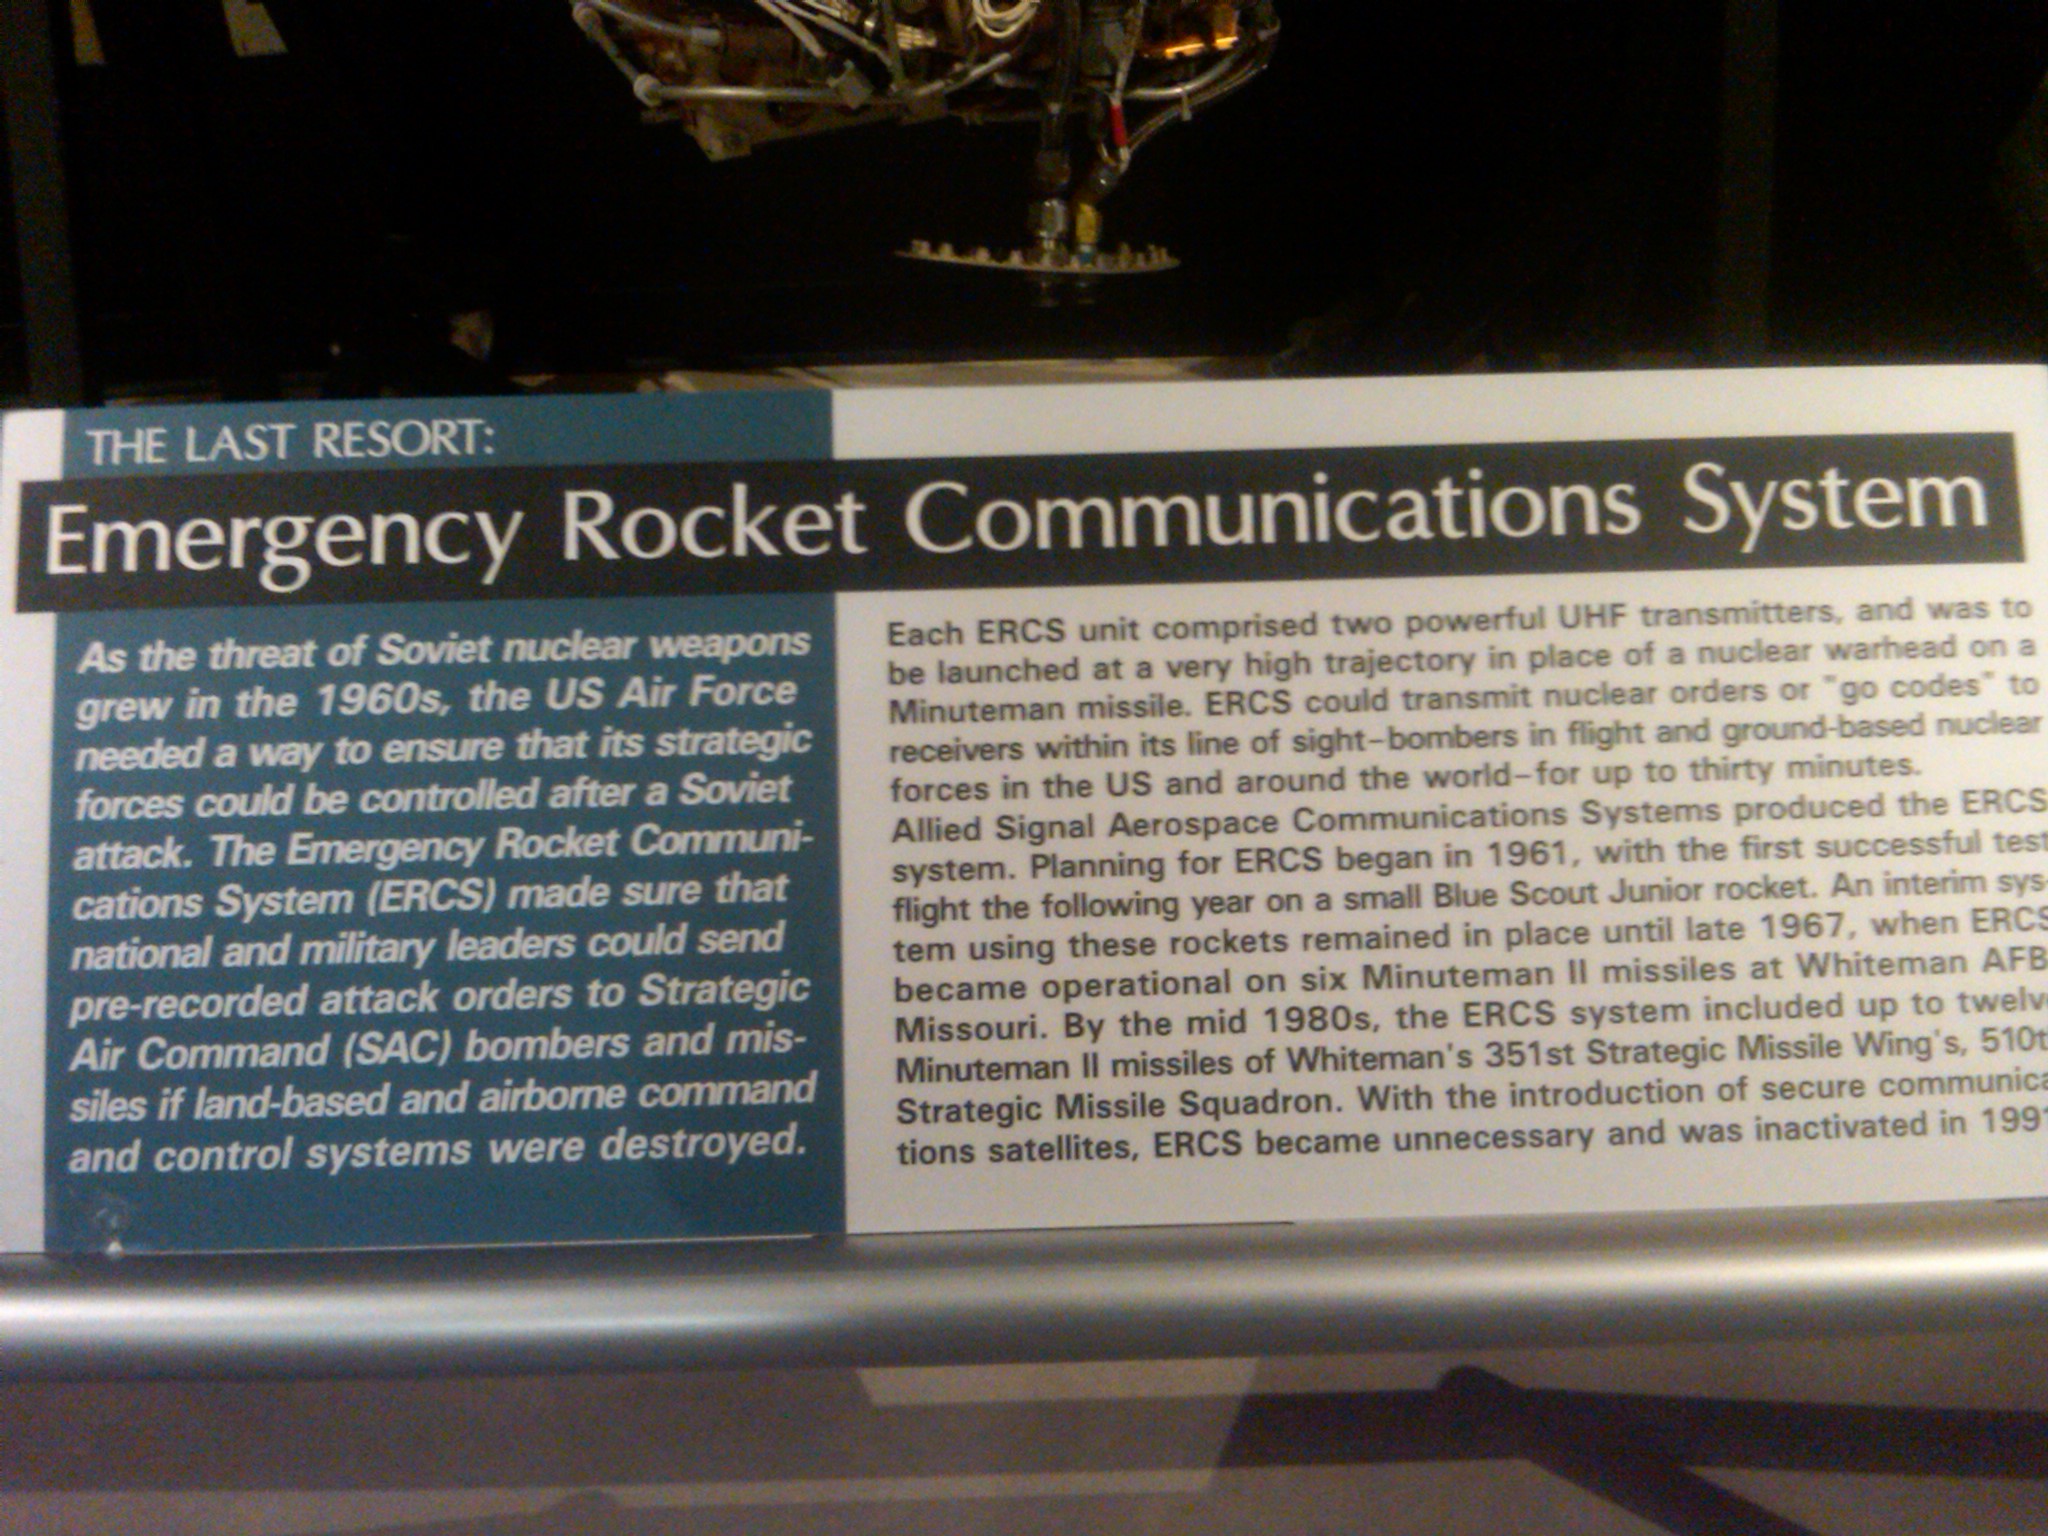 THE LAST RESORT:
Emergency Rocket Communications System
As the threat of Soviet nuclear weapons
grew in the 1960s, the US Air Force
needed a way to ensure that its strategic
forces could be controlled after a Soviet
attack. The Emergency Rocket Communi-
cations System (ERCS) made sure that
national and military leaders could send
pre-recorded attack orders to Strategic
Air Command (SAC) bombers and mis-
siles if land-based and airborne command
and control systems were destroyed.
Each ERCS unit comprised two powerful UHF transmitters, and was to
be launched at a very high trajectory in place of a nuclear warhead on a
Minuteman missile. ERCS could transmit nuclear orders or "go codes" to
receivers within its line of sight–bombers in flight and ground-based nuclear
forces in the US and around the world–for up to thirty minutes.
Allied Signal Aerospace Communications Systems produced the ERCS
system. Planning for ERCS began in 1961, with the first successful test
flight the following year on a small Blue Scout Junior rocket. An interim sys-
tem using these rockets remained in place until late 1967, when ERCS
became operational on six Minuteman II missiles at Whiteman AFB
Missouri. By the mid 1980s, the ERCS system included up to twelv
Minuteman II missiles of Whiteman's 351st Strategic Missile Wing's, 510t
Strategic Missile Squadron. With the introduction of secure communica
tions satellites, ERCS became unnecessary and was inactivated in 1991